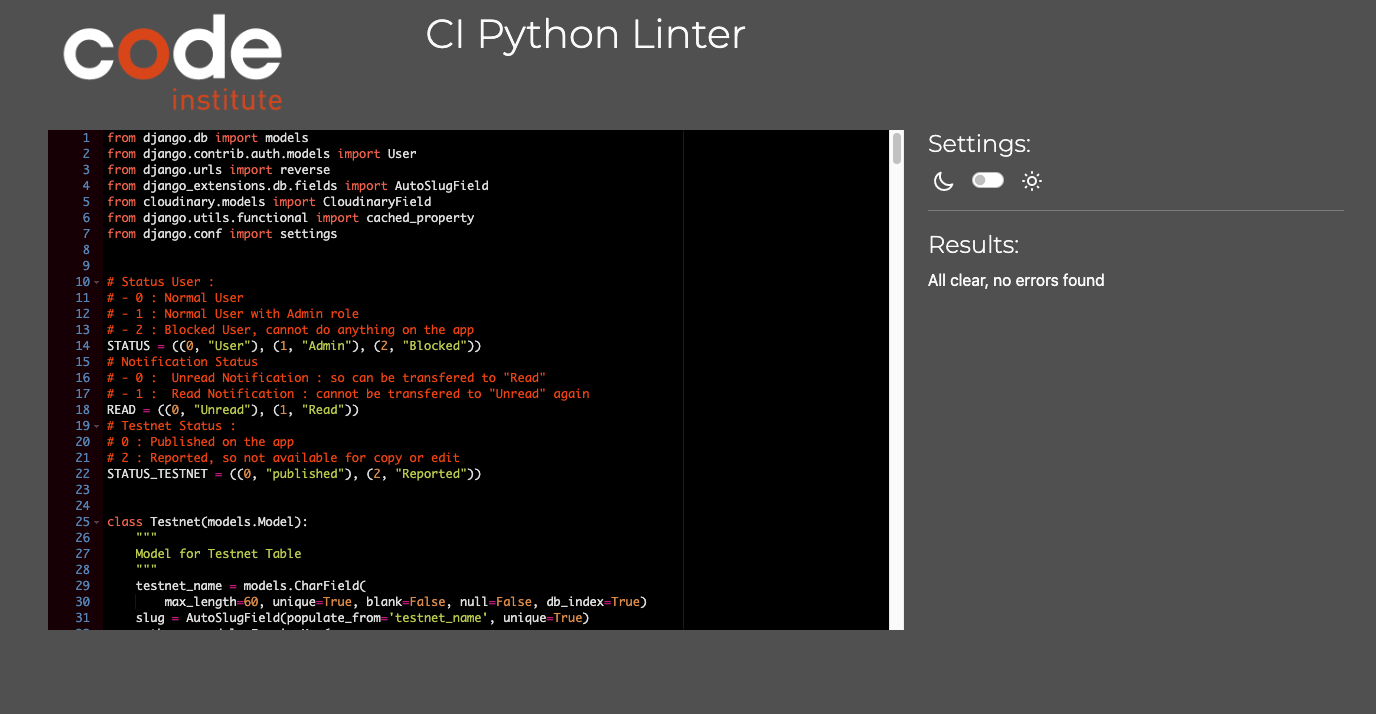 code
institute
CI Python Linter
1 from django.db import models
2 from django.contrib.auth.models import User
3 from django.urls import reverse
4 from django_extensions.db.fields import AutoSlugField
5 from cloudinary.models import CloudinaryField
6 from django.utils.functional import cached_property
7 from django.conf import settings
8
9
10 # Status User :
11 # - 0 : Normal User
12 # - 1 : Normal User with Admin role
13 # - 2 : Blocked User, cannot do anything on the app
14 STATUS = ((0, "User"), (1, "Admin"), (2, "Blocked"))
15 # Notification Status
16 # - 0 :  Unread Notification : so can be transfered to "Read"
17 # - 1 :  Read Notification : cannot be transfered to "Unread" again
18 READ = ((0, "Unread"), (1, "Read"))
19 # Testnet Status :
20 # 0 : Published on the app
21 # 2 : Reported, so not available for copy or edit
22 STATUS_TESTNET = ((0, "published"), (2, "Reported"))
23
24
25 class Testnet(models.Model):
26     """
27     Model for Testnet Table
28     """
29     testnet_name = models.CharField(
30         max_length=60, unique=True, blank=False, null=False, db_index=True)
31     slug = AutoSlugField(populate_from='testnet_name', unique=True)
Settings:
Results:
All clear, no errors found